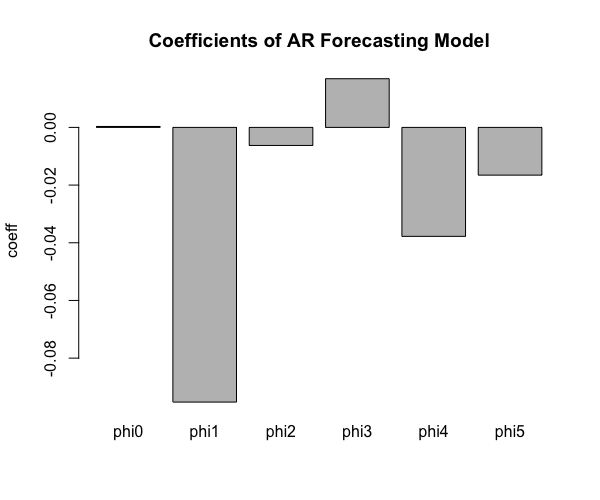 Coefficients of AR Forecasting Model
coeff
0.00
-0.02
-0.04
-0.06
-0.08
phi0 phi1 phi2 phi3 phi4 phi5